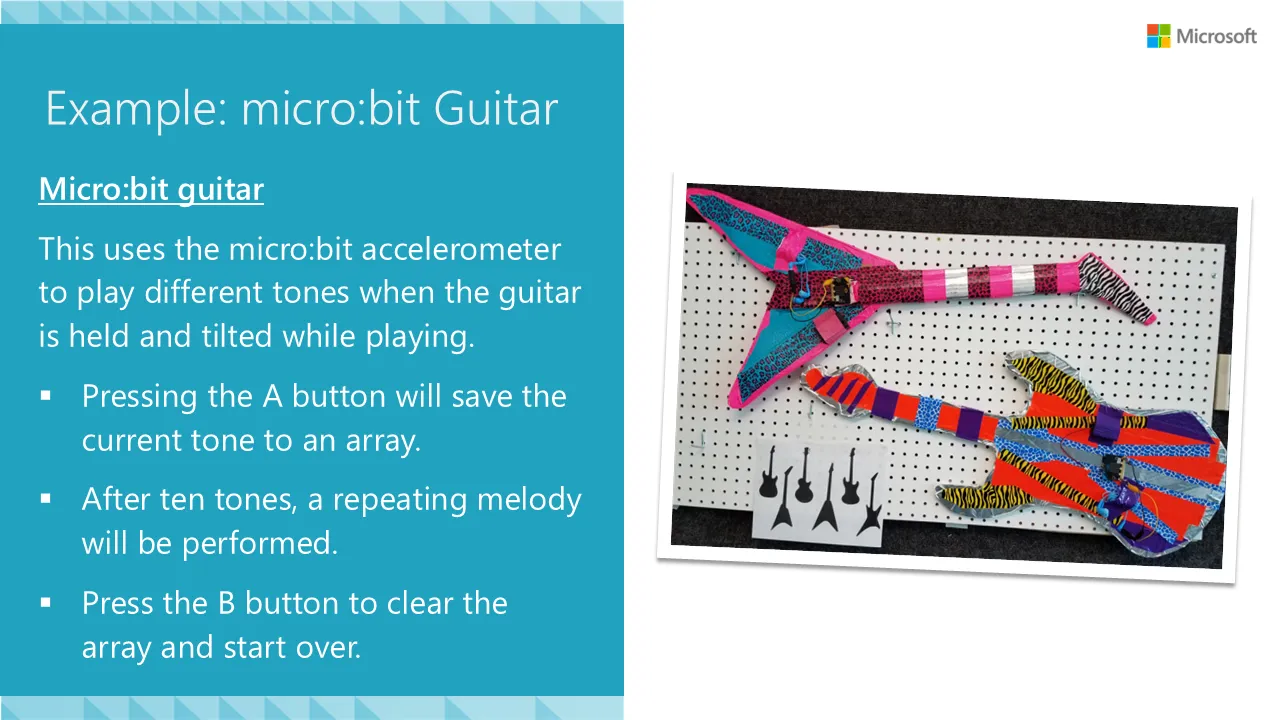 Microsoft
Example: micro:bit Guitar
Micro:bit guitar
This uses the micro:bit accelerometer
to play different tones when the guitar
is held and tilted while playing.
▪ Pressing the A button will save the
current tone to an array.
▪ After ten tones, a repeating melody
will be performed.
▪ Press the B button to clear the
array and start over.